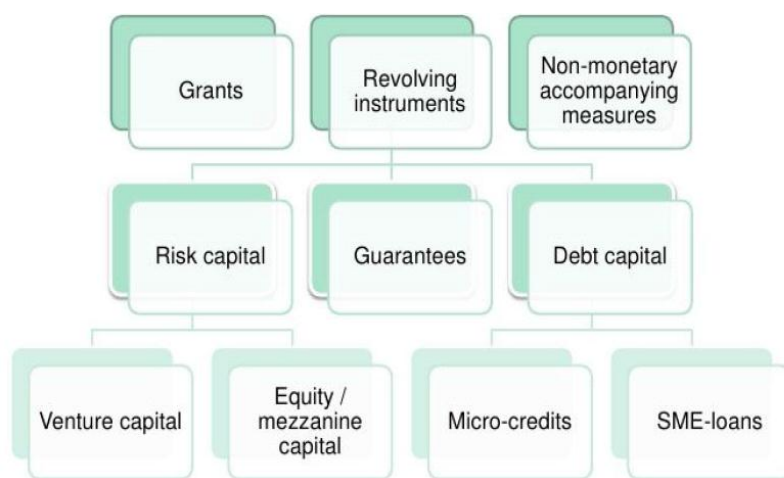 Grants
Revolving
instruments
Non-monetary
accompanying
measures
Risk capital
Guarantees
Debt capital
Venture capital
Equity /
mezzanine
capital
Micro-credits
SME-loans